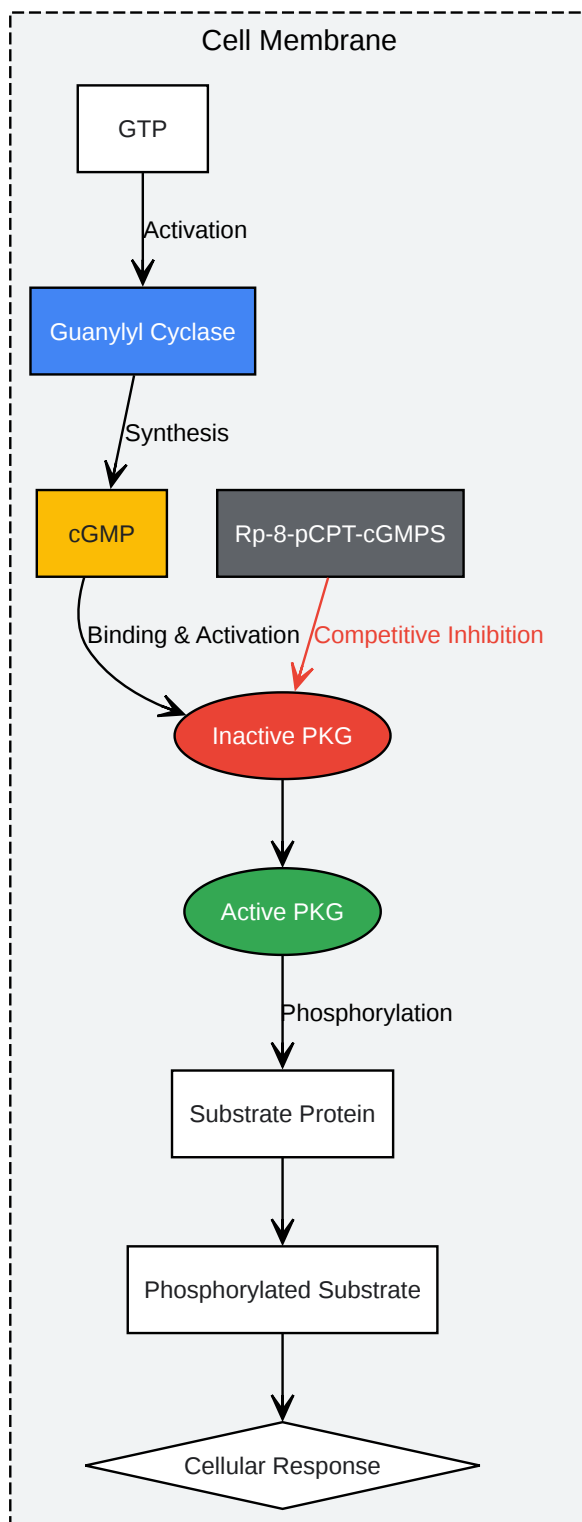 Cell Membrane
GTP
Activation
Guanylyl Cyclase
Synthesis
cGMP
Rp-8-pCPT-cGMPS
Binding & Activation
Competitive Inhibition
Inactive PKG
Active PKG
Phosphorylation
Substrate Protein
Phosphorylated Substrate
Cellular Response